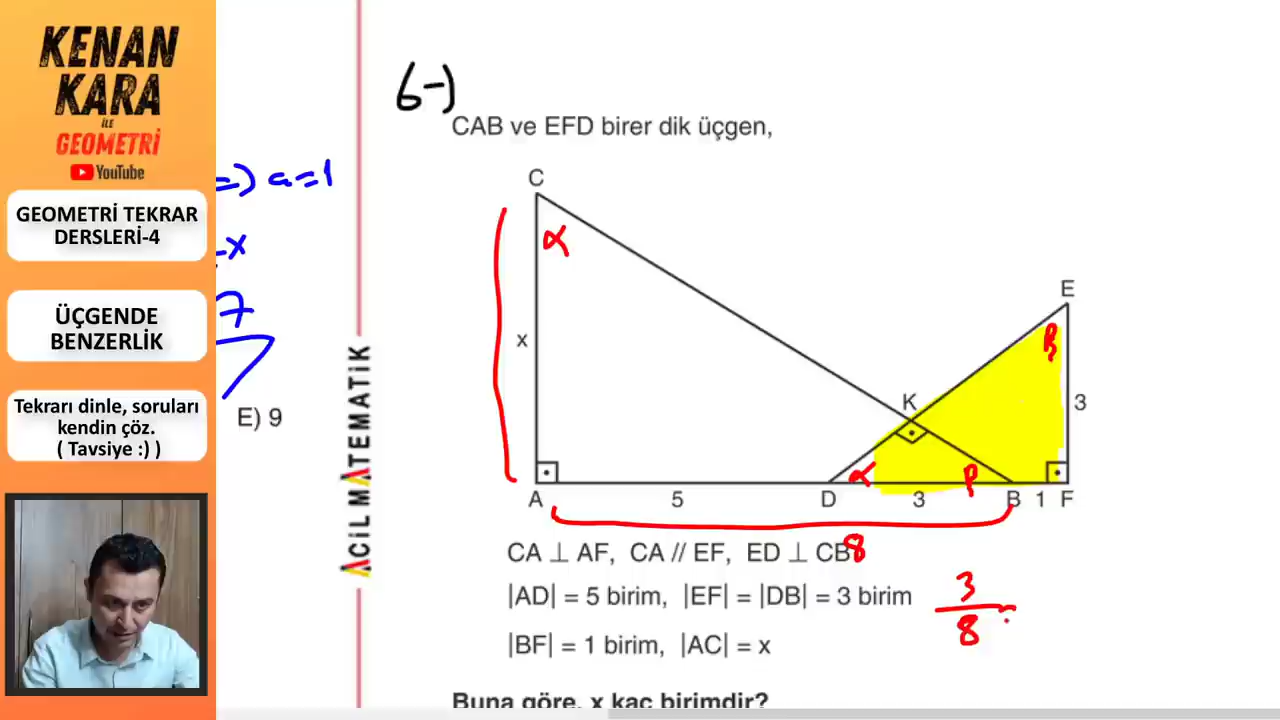 KENAN
KARA
İLE
GEOMETRİ
YouTube
GEOMETRİ TEKRAR
DERSLERİ-4
ÜÇGENDE
BENZERLİK
Tekrarı dinle, soruları
kendin çöz.
( Tavsiye :) )
=) a=1
-x
7
E) 9
ACİL MATEMATİK
6-)
CAB ve EFD birer dik üçgen,
C
α
E
β
x
K
3
α
β
A
5
D
3
B
1
F
8
CA ⊥ AF, CA // EF, ED ⊥ CB
|AD| = 5 birim, |EF| = |DB| = 3 birim
|BF| = 1 birim, |AC| = x
3
8
=
Buna göre, x kaç birimdir?